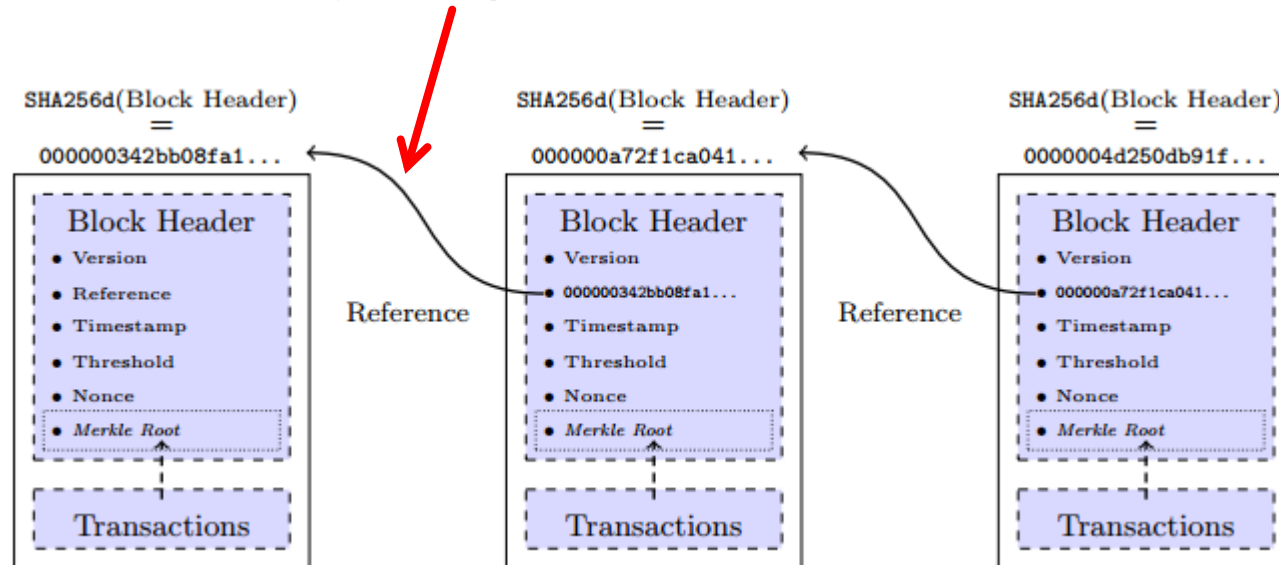 SHA256d(Block Header)
=
000000342bb08fa1...
Block Header
• Version
• Reference
• Timestamp
• Threshold
• Nonce
• Merkle Root
Transactions
Reference
SHA256d(Block Header)
=
000000a72f1ca041...
Block Header
• Version
• 000000342bb08fa1...
• Timestamp
• Threshold
• Nonce
• Merkle Root
Transactions
Reference
SHA256d(Block Header)
=
0000004d250db91f...
Block Header
• Version
• 000000a72f1ca041...
• Timestamp
• Threshold
• Nonce
• Merkle Root
Transactions